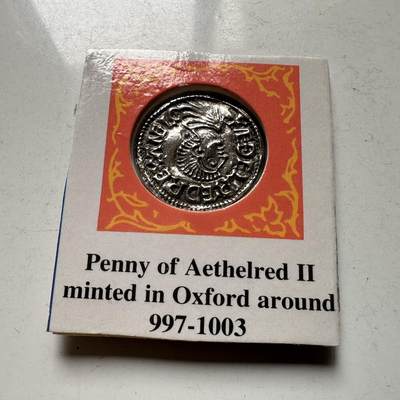 Penny of Aethelred II
minted in Oxford around
997-1003